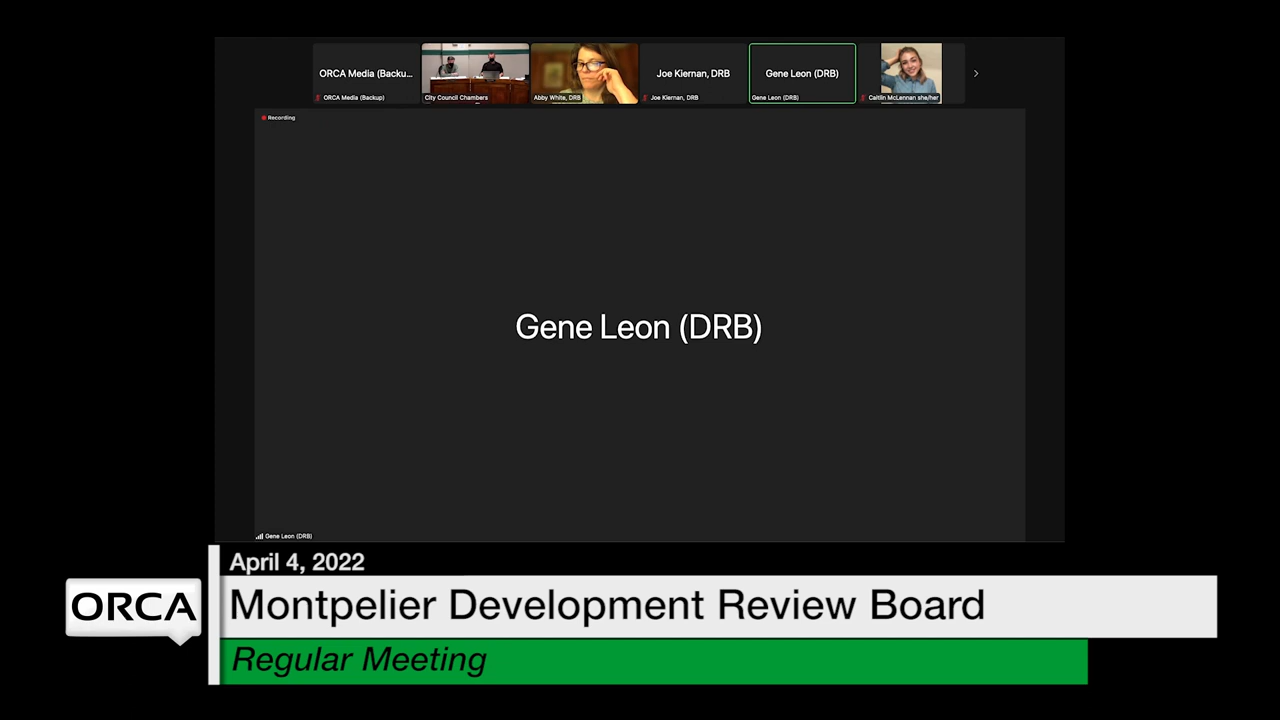 ORCA Media (Backu...
Joe Kiernan, DRB
Gene Leon (DRB)
ORCA Media (Backup)
City Council Chambers
Abby White, DRB
Joe Kiernan, DRB
Gene Leon (DRB)
Caitlin McLennan she/her
Recording
Gene Leon (DRB)
Gene Leon (DRB)
April 4, 2022
ORCA
Montpelier Development Review Board
Regular Meeting